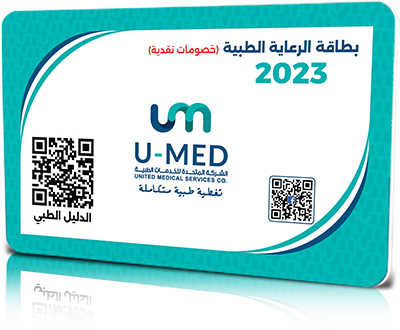 بطاقة الرعاية الطبية (خصومات نقدية)
2023
um
U-MED
الشركة المتحدة للخدمات الطبية
UNITED MEDICAL SERVICES CO.
تغطية طبية متكاملة
الدليل الطبي